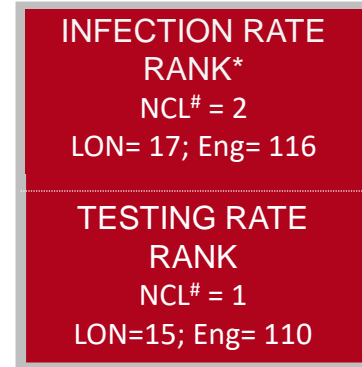 INFECTION RATE
RANK*
NCL# = 2
LON= 17; Eng= 116
TESTING RATE
RANK
NCL# = 1
LON=15; Eng= 110